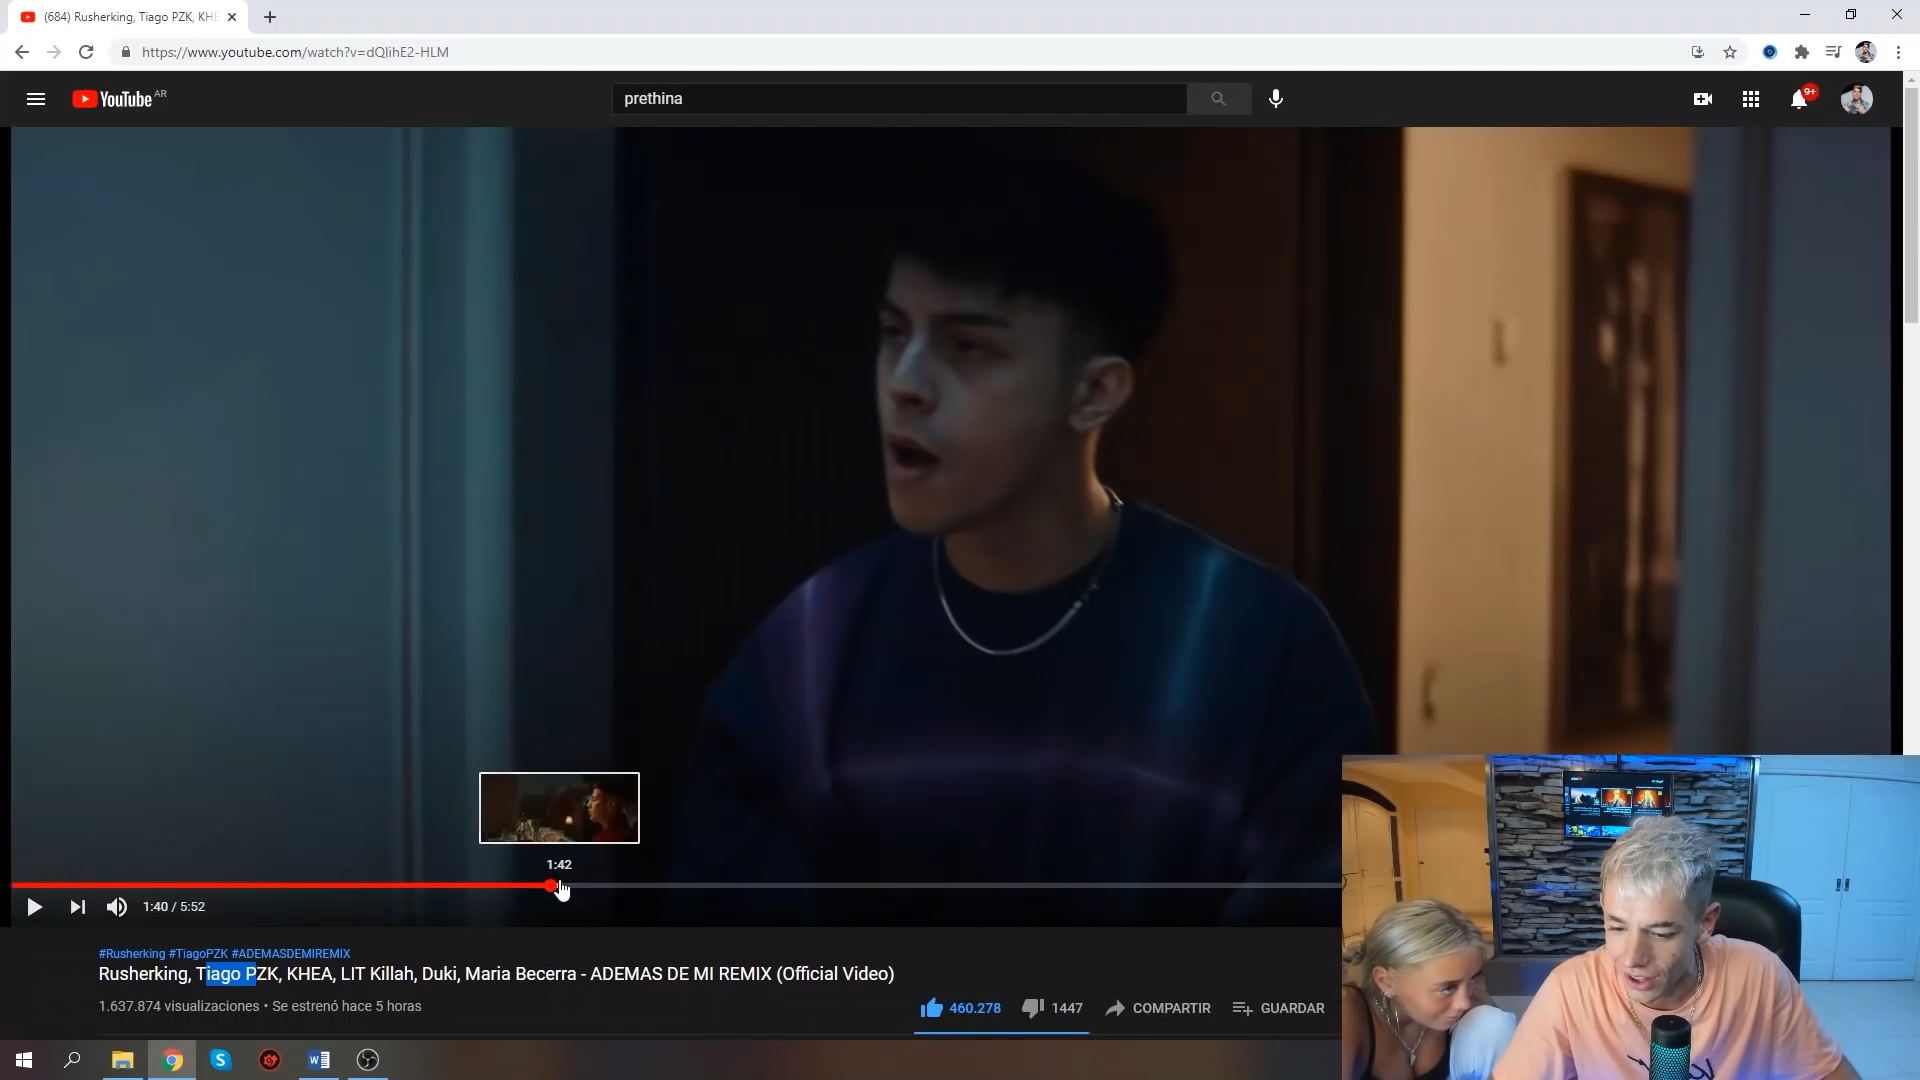 (684) Rusherking, Tiago PZK, KHE
https://www.youtube.com/watch?v=dQlihE2-HLM
YouTube AR
prethina
9+
1:42
1:40 / 5:52
#Rusherking #TiagoPZK #ADEMASDEMIREMIX
Rusherking, Tiago PZK, KHEA, LIT Killah, Duki, Maria Becerra - ADEMAS DE MI REMIX (Official Video)
1.637.874 visualizaciones • Se estrenó hace 5 horas
460.278 1447 COMPARTIR GUARDAR